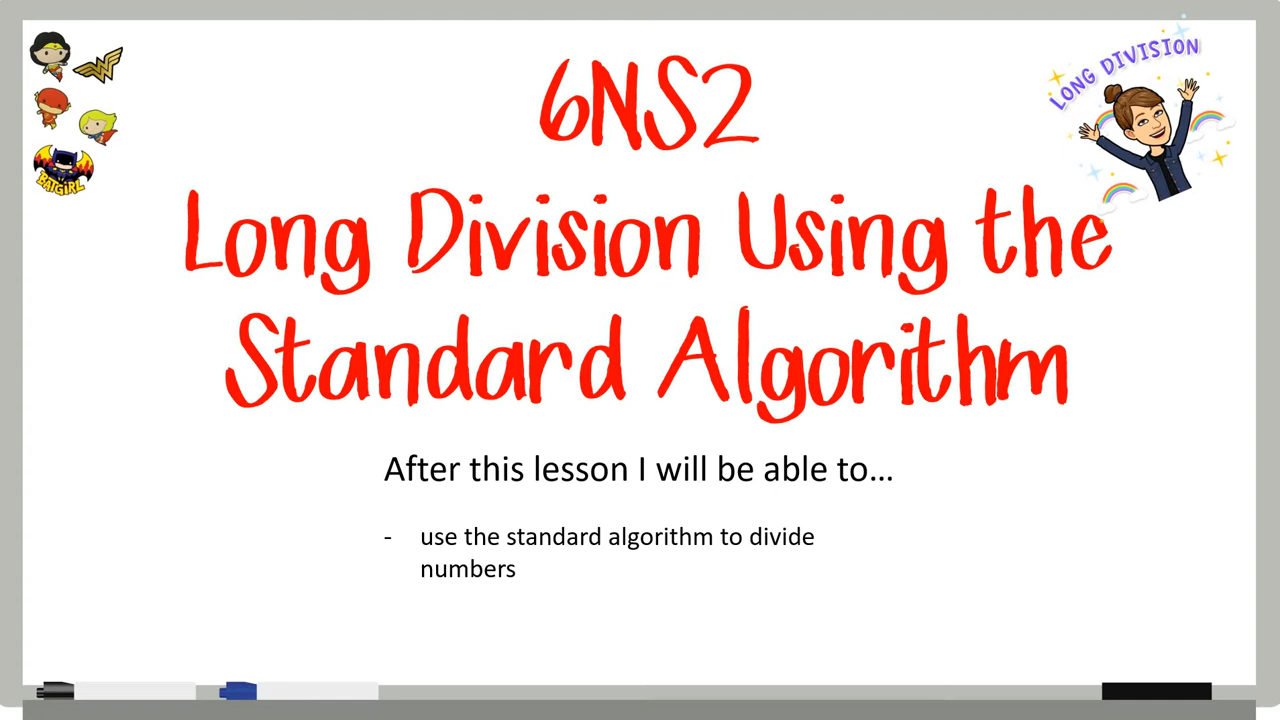 6NS2
LONG DIVISION
Long Division Using the
Standard Algorithm
BATGIRL
After this lesson I will be able to...
- use the standard algorithm to divide
numbers